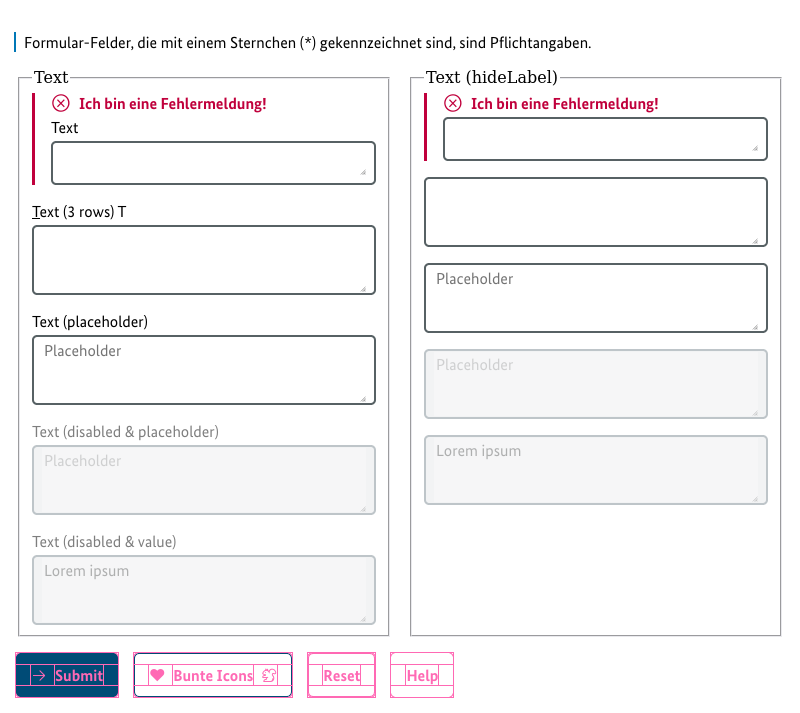 Formular-Felder, die mit einem Sternchen (*) gekennzeichnet sind, sind Pflichtangaben.
Text
Ich bin eine Fehlermeldung!
Text
Text (3 rows) T
Text (placeholder)
Placeholder
Text (disabled & placeholder)
Placeholder
Text (disabled & value)
Lorem ipsum
Text (hideLabel)
Ich bin eine Fehlermeldung!
Placeholder
Placeholder
Lorem ipsum
Submit
Bunte Icons
Reset
Help